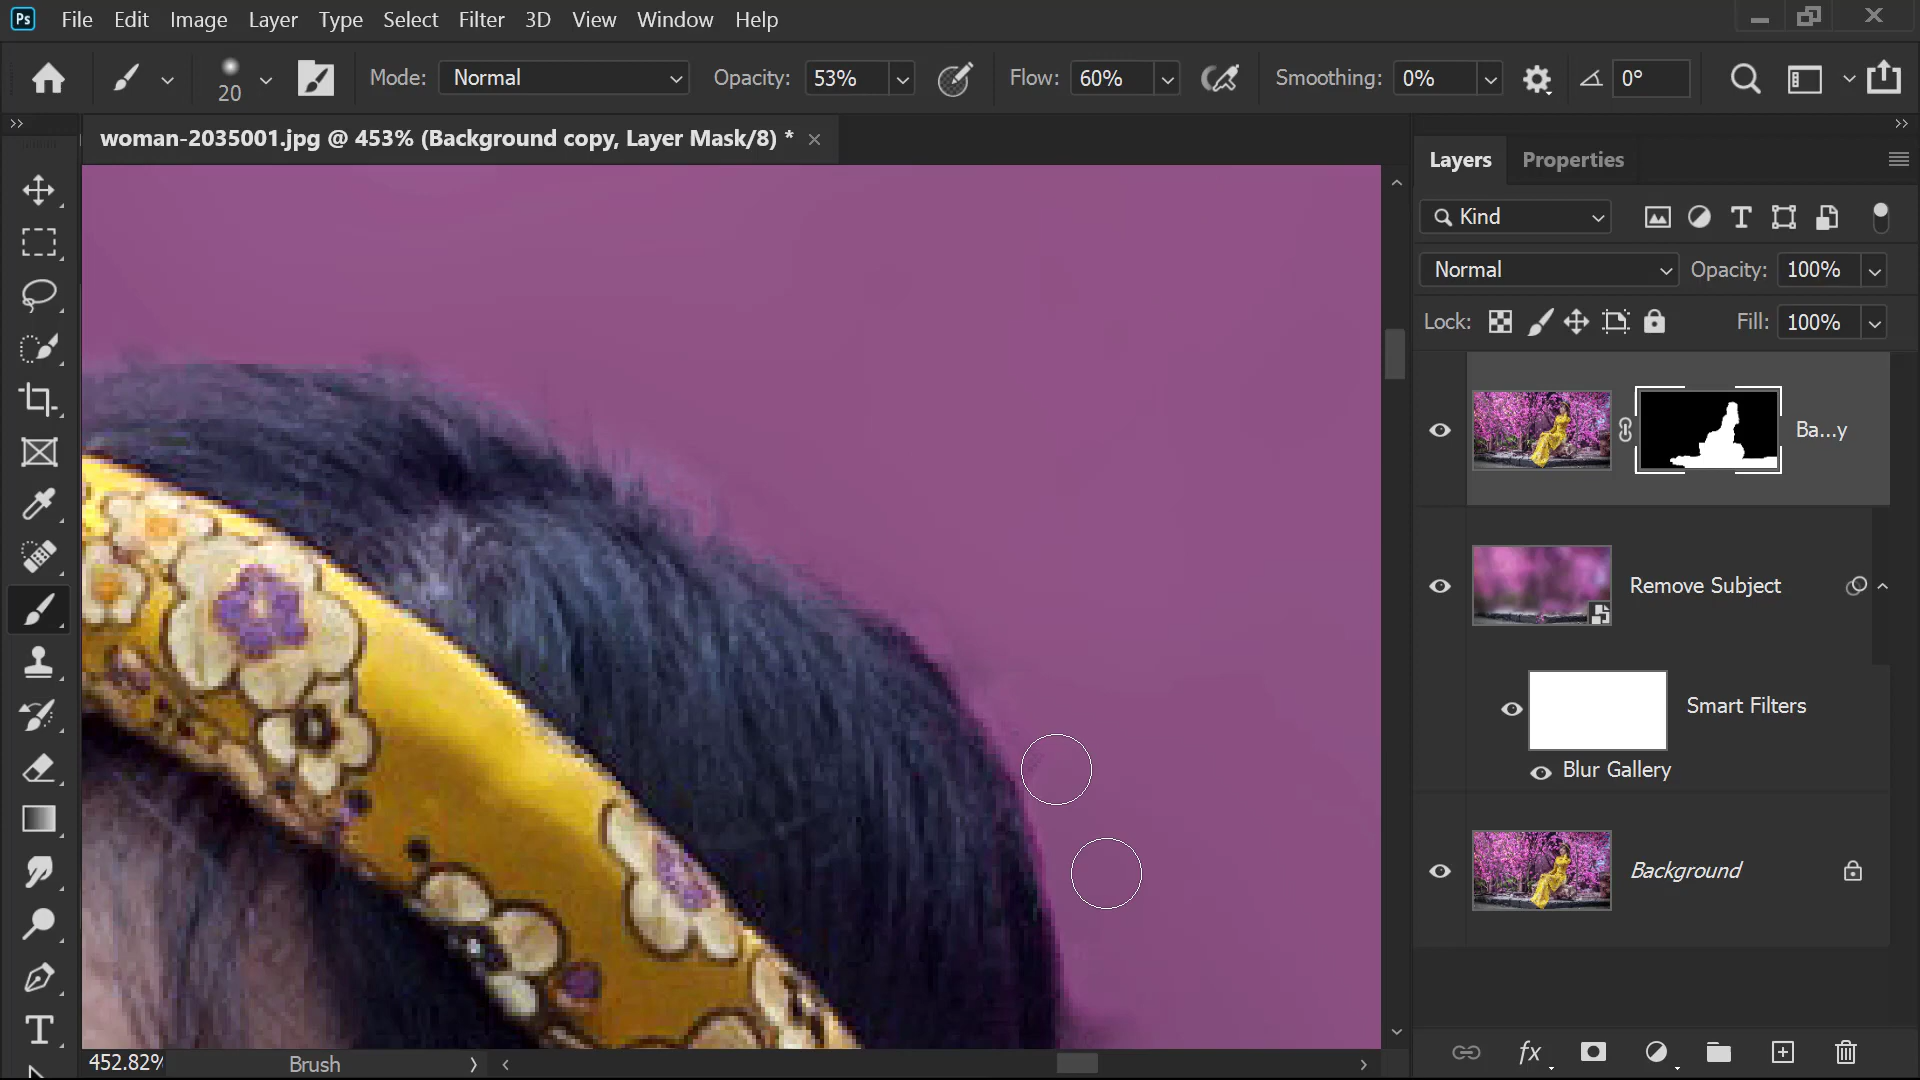 Ps File Edit Image Layer Type Select Filter 3D View Window Help
20 Mode: Normal Opacity: 53% Flow: 60% Smoothing: 0% 0°
woman-2035001.jpg @ 453% (Background copy, Layer Mask/8) *
Layers Properties
Kind
Normal Opacity: 100%
Lock: Fill: 100%
Ba...y
Remove Subject
Smart Filters
Blur Gallery
Background
452.82% Brush
fx